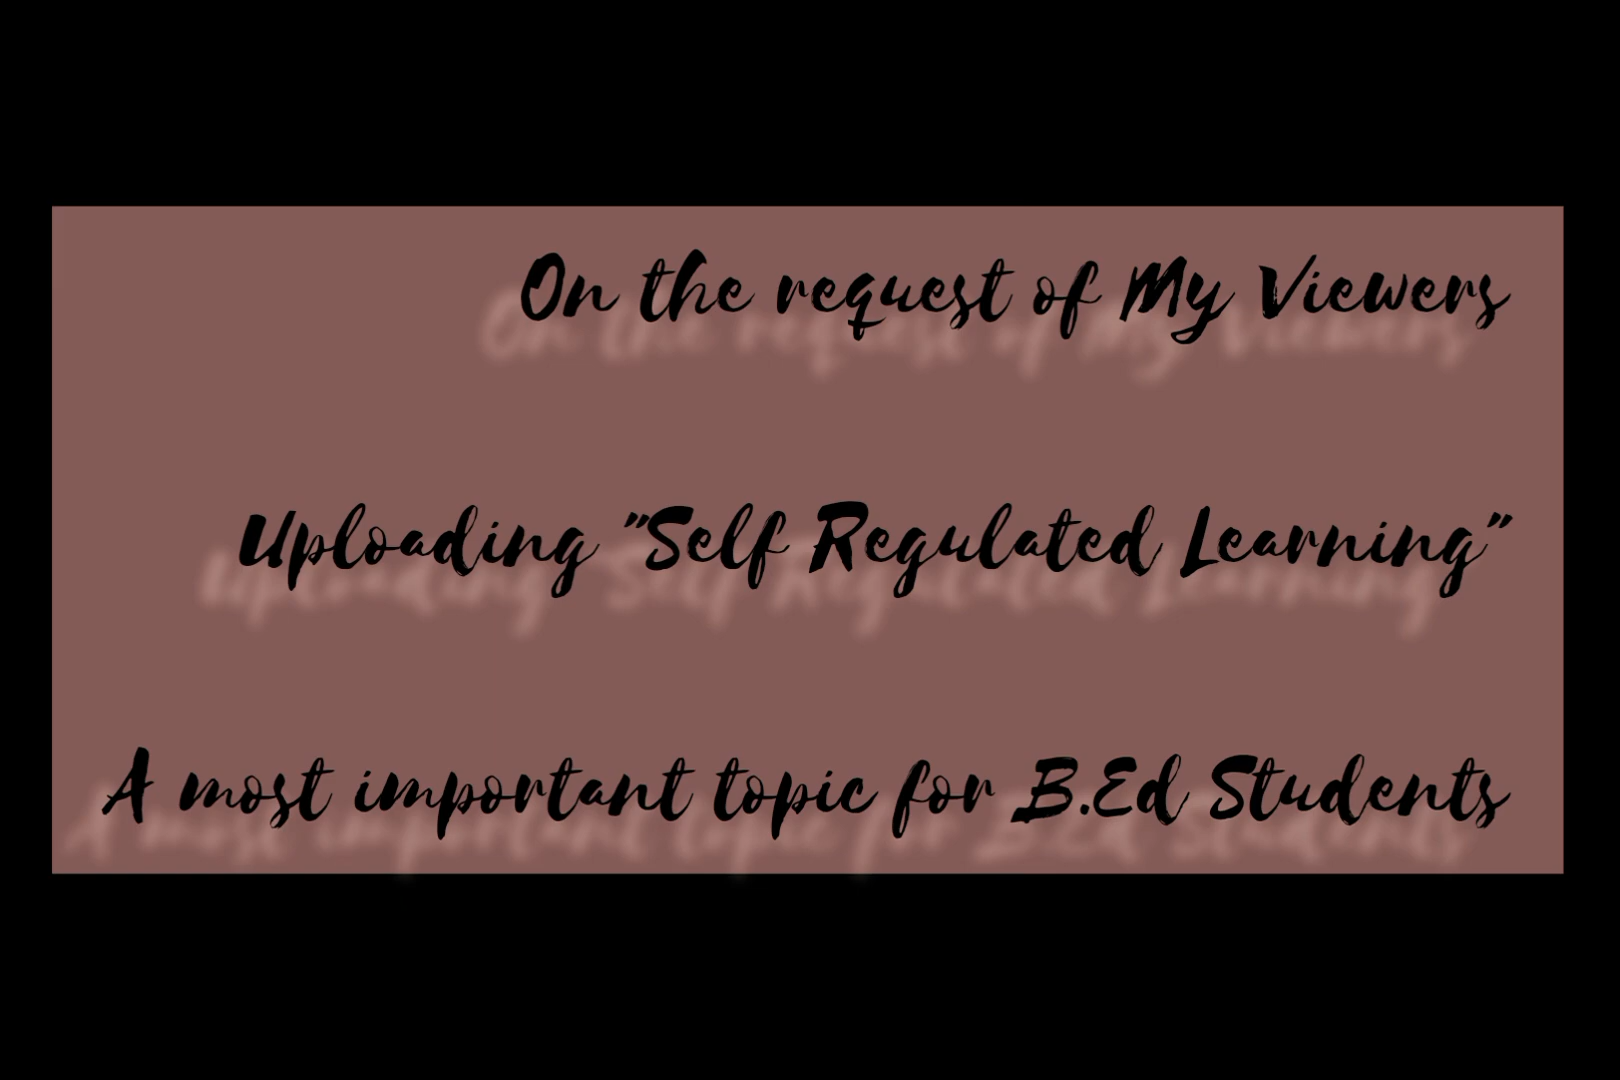 On the request of My Viewers
Uploading "Self Regulated Learning"
A most important topic for B.Ed Students